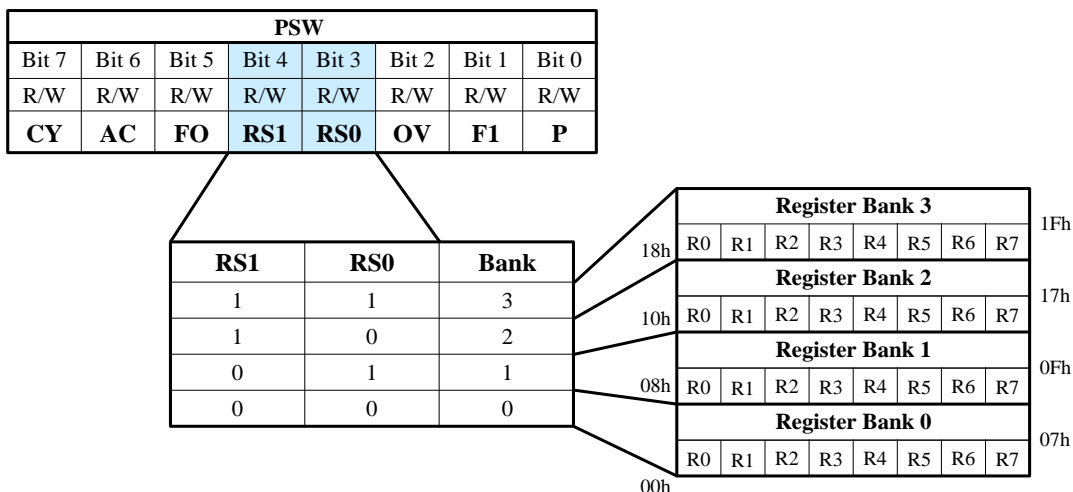 PSW
Bit 7 Bit 6 Bit 5 Bit 4 Bit 3 Bit 2 Bit 1 Bit 0
R/W R/W R/W R/W R/W R/W R/W R/W
CY AC FO RS1 RS0 OV F1 P
RS1 RS0 Bank
1 1 3
1 0 2
0 1 1
0 0 0
Register Bank 3
1Fh
18h R0 R1 R2 R3 R4 R5 R6 R7
Register Bank 2
17h
10h R0 R1 R2 R3 R4 R5 R6 R7
Register Bank 1
0Fh
08h R0 R1 R2 R3 R4 R5 R6 R7
Register Bank 0
07h
R0 R1 R2 R3 R4 R5 R6 R7
00h